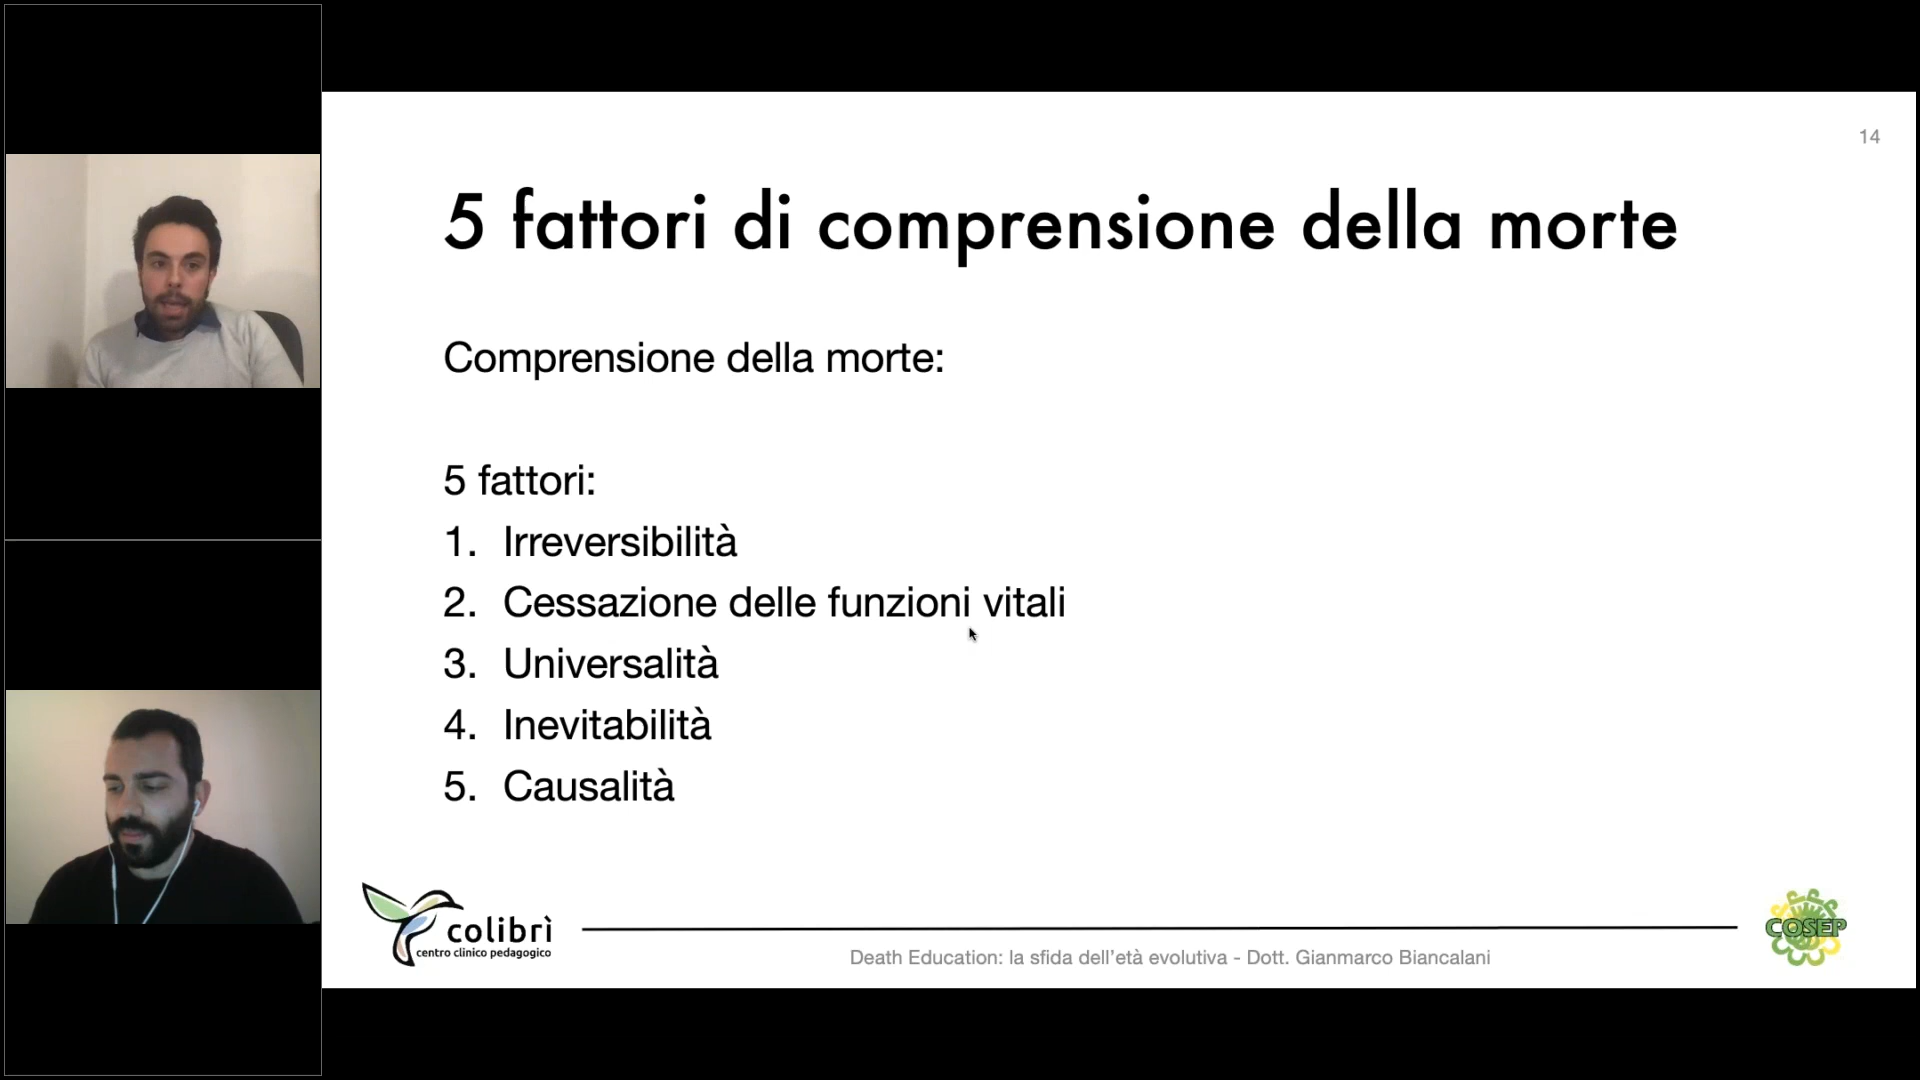 14
5 fattori di comprensione della morte
Comprensione della morte:
5 fattori:
1. Irreversibilità
2. Cessazione delle funzioni vitali
3. Universalità
4. Inevitabilità
5. Causalità
colibrì
centro clinico pedagogico
Death Education: la sfida dell'età evolutiva - Dott. Gianmarco Biancalani
COSEP